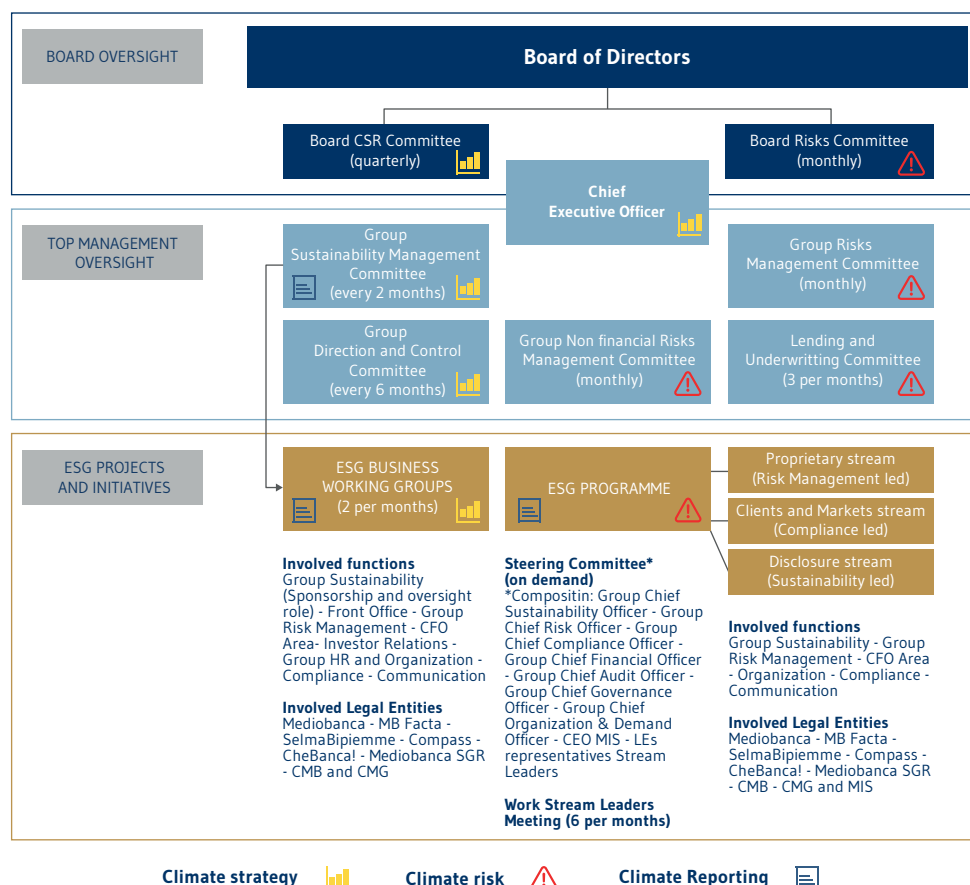 BOARD OVERSIGHT
Board of Directors
Board CSR Committee
(quarterly)
Board Risks Committee
(monthly)
Chief
Executive Officer
TOP MANAGEMENT
OVERSIGHT
Group
Sustainability Management
Committee
(every 2 months)
Group Risks
Management Committee
(monthly)
Group
Direction and Control
Committee
(every 6 months)
Group Non financial Risks
Management Committee
(monthly)
Lending and
Underwritting Committee
(3 per months)
ESG PROJECTS
AND INITIATIVES
ESG BUSINESS
WORKING GROUPS
(2 per months)
ESG PROGRAMME
Proprietary stream
(Risk Management led)
Clients and Markets stream
(Compliance led)
Disclosure stream
(Sustainability led)
Involved functions
Group Sustainability
(Sponsorship and oversight
role) - Front Office - Group
Risk Management - CFO
Area- Investor Relations -
Group HR and Organization -
Compliance - Communication
Involved Legal Entities
Mediobanca - MB Facta -
SelmaBipiemme - Compass -
CheBanca! - Mediobanca SGR
- CMB and CMG
Steering Committee*
(on demand)
*Compositin: Group Chief
Sustainability Officer - Group
Chief Risk Officer - Group
Chief Compliance Officer -
Group Chief Financial Officer
- Group Chief Audit Officer -
Group Chief Governance
Officer - Group Chief
Organization & Demand
Officer - CEO MIS - LEs
representatives Stream
Leaders
Work Stream Leaders
Meeting (6 per months)
Involved functions
Group Sustainability - Group
Risk Management - CFO Area
- Organization - Compliance -
Communication
Involved Legal Entities
Mediobanca - MB Facta -
SelmaBipiemme - Compass -
CheBanca! - Mediobanca SGR
- CMB - CMG and MIS
Climate strategy
Climate risk
Climate Reporting